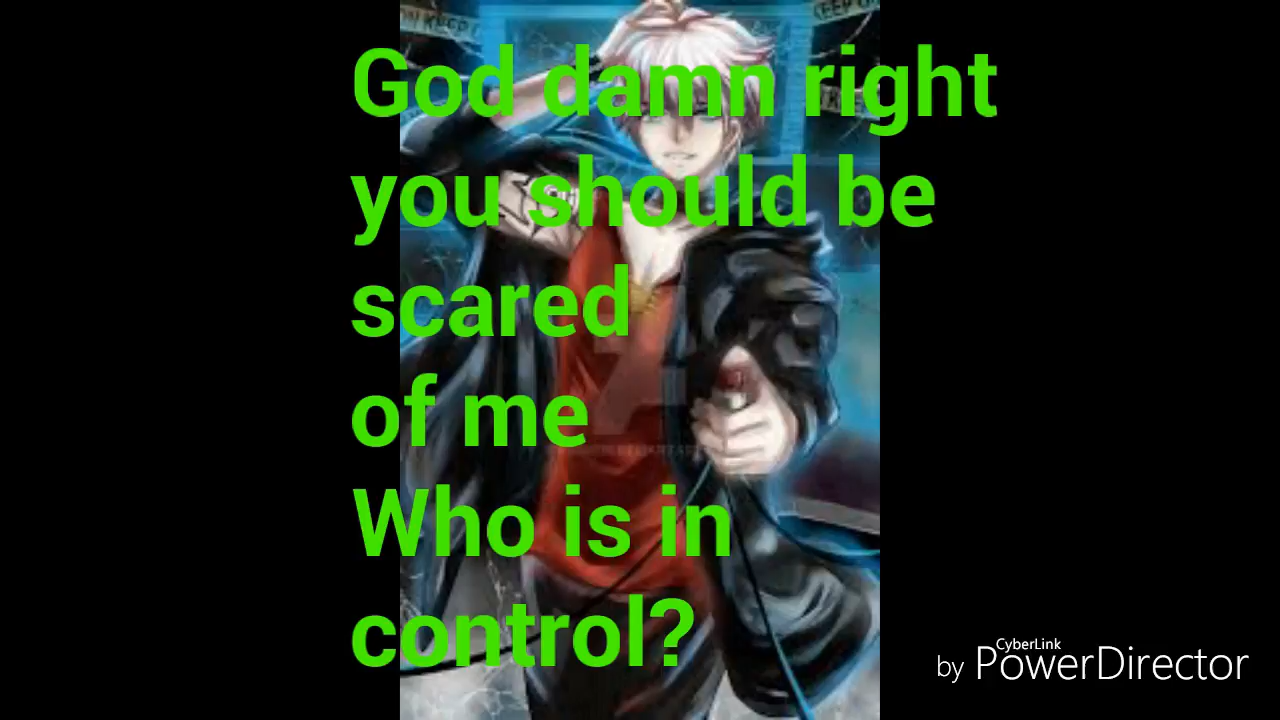 God damn right
you should be
scared
of me
Who is in
control?
CyberLink
by PowerDirector